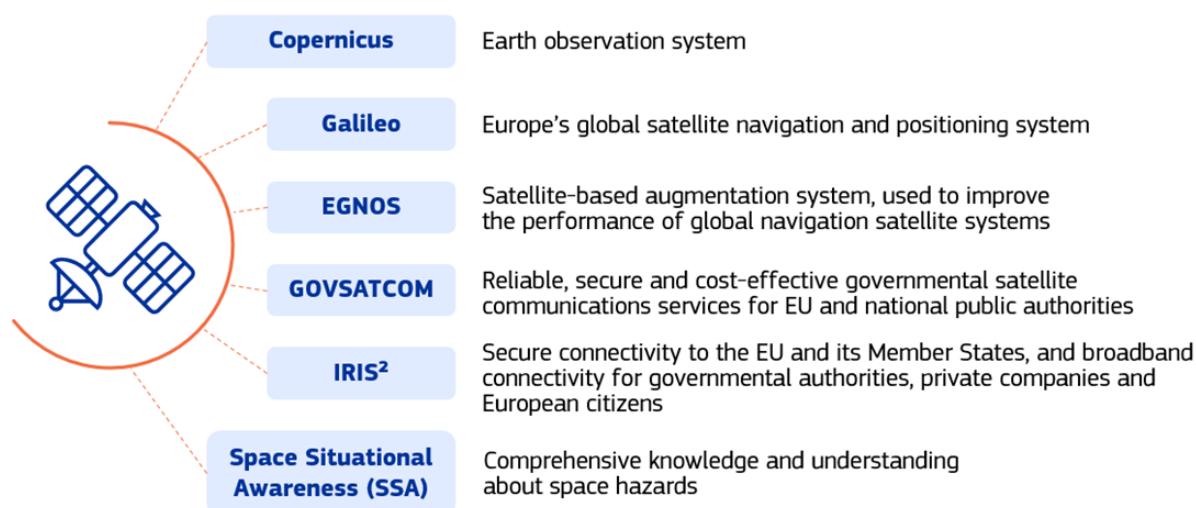 Copernicus
Earth observation system
Galileo
Europe’s global satellite navigation and positioning system
EGNOS
Satellite-based augmentation system, used to improve
the performance of global navigation satellite systems
GOVSATCOM
Reliable, secure and cost-effective governmental satellite
communications services for EU and national public authorities
IRIS²
Secure connectivity to the EU and its Member States, and broadband
connectivity for governmental authorities, private companies and
European citizens
Space Situational
Awareness (SSA)
Comprehensive knowledge and understanding
about space hazards